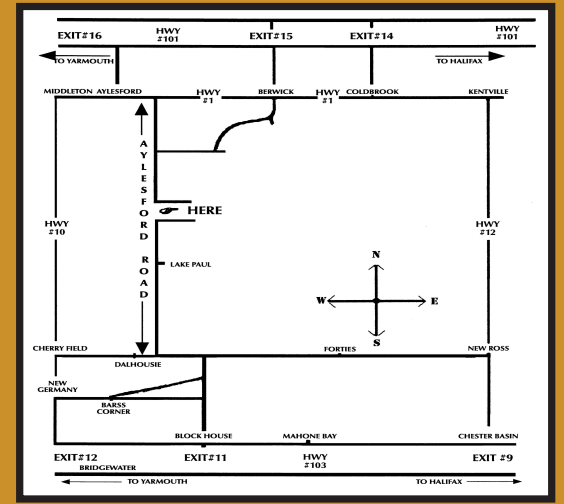 EXIT#16
HWY
#101
EXIT#15
EXIT#14
HWY
#101
TO YARMOUTH
TO HALIFAX
MIDDLETON AYLESFORD
HWY
#1
BERWICK
HWY
#1
COLDBROOK
KENTVILLE
AYLESFORD ROAD
HERE
HWY
#10
HWY
#12
LAKE PAUL
N
W
E
S
CHERRY FIELD
DALHOUSIE
FORTIES
NEW ROSS
NEW
GERMANY
BARSS
CORNER
BLOCK HOUSE
MAHONE BAY
CHESTER BASIN
EXIT#12
BRIDGEWATER
EXIT#11
HWY
#103
EXIT #9
TO YARMOUTH
TO HALIFAX